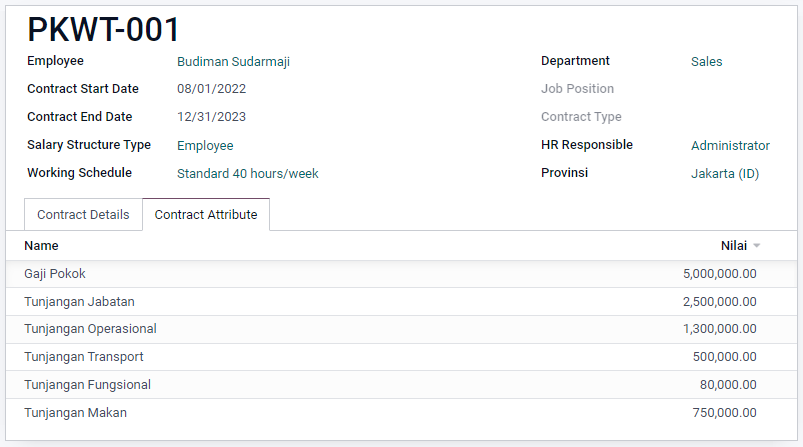 PKWT-001
Employee Budiman Sudarmaji Department Sales
Contract Start Date 08/01/2022 Job Position
Contract End Date 12/31/2023 Contract Type
Salary Structure Type Employee HR Responsible Administrator
Working Schedule Standard 40 hours/week Provinsi Jakarta (ID)
Contract Details Contract Attribute
Name Nilai
Gaji Pokok 5,000,000.00
Tunjangan Jabatan 2,500,000.00
Tunjangan Operasional 1,300,000.00
Tunjangan Transport 500,000.00
Tunjangan Fungsional 80,000.00
Tunjangan Makan 750,000.00